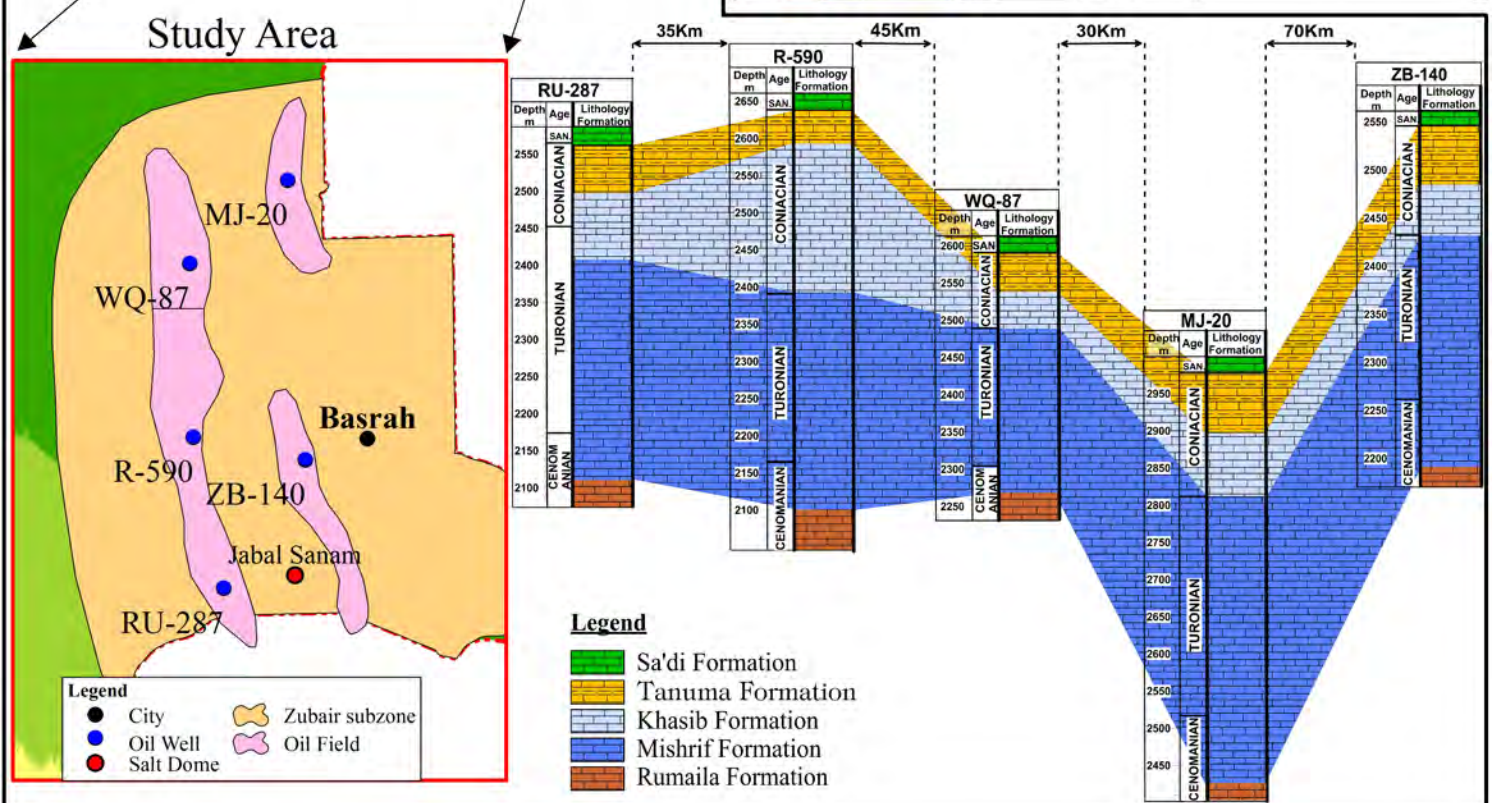 Study Area
MJ-20
WQ-87
Basrah
R-590
ZB-140
Jabal Sanam
RU-287
Legend
City
Oil Well
Salt Dome
Zubair subzone
Oil Field
35Km
45Km
30Km
70Km
RU-287
Depth m
Age
Lithology Formation
SAN.
CONIACIAN
TURONIAN
CENOM ANIAN
2550
2500
2450
2400
2350
2300
2250
2200
2150
2100
R-590
Depth m
Age
Lithology Formation
SAN.
CONIACIAN
TURONIAN
CENOMANIAN
2650
2600
2550
2500
2450
2400
2350
2300
2250
2200
2150
2100
WQ-87
Depth m
Age
Lithology Formation
SAN
CONIACIAN
TURONIAN
CENOM ANIAN
2600
2550
2500
2450
2400
2350
2300
2250
MJ-20
Depth m
Age
Lithology Formation
SAN.
CONIACIAN
TURONIAN
CENOMANIAN
2950
2900
2850
2800
2750
2700
2650
2600
2550
2500
2450
ZB-140
Depth m
Age
Lithology Formation
SAN.
CONIACIAN
TURONIAN
CENOMANIAN
2550
2500
2450
2400
2350
2300
2250
2200
Legend
Sa'di Formation
Tanuma Formation
Khasib Formation
Mishrif Formation
Rumaila Formation